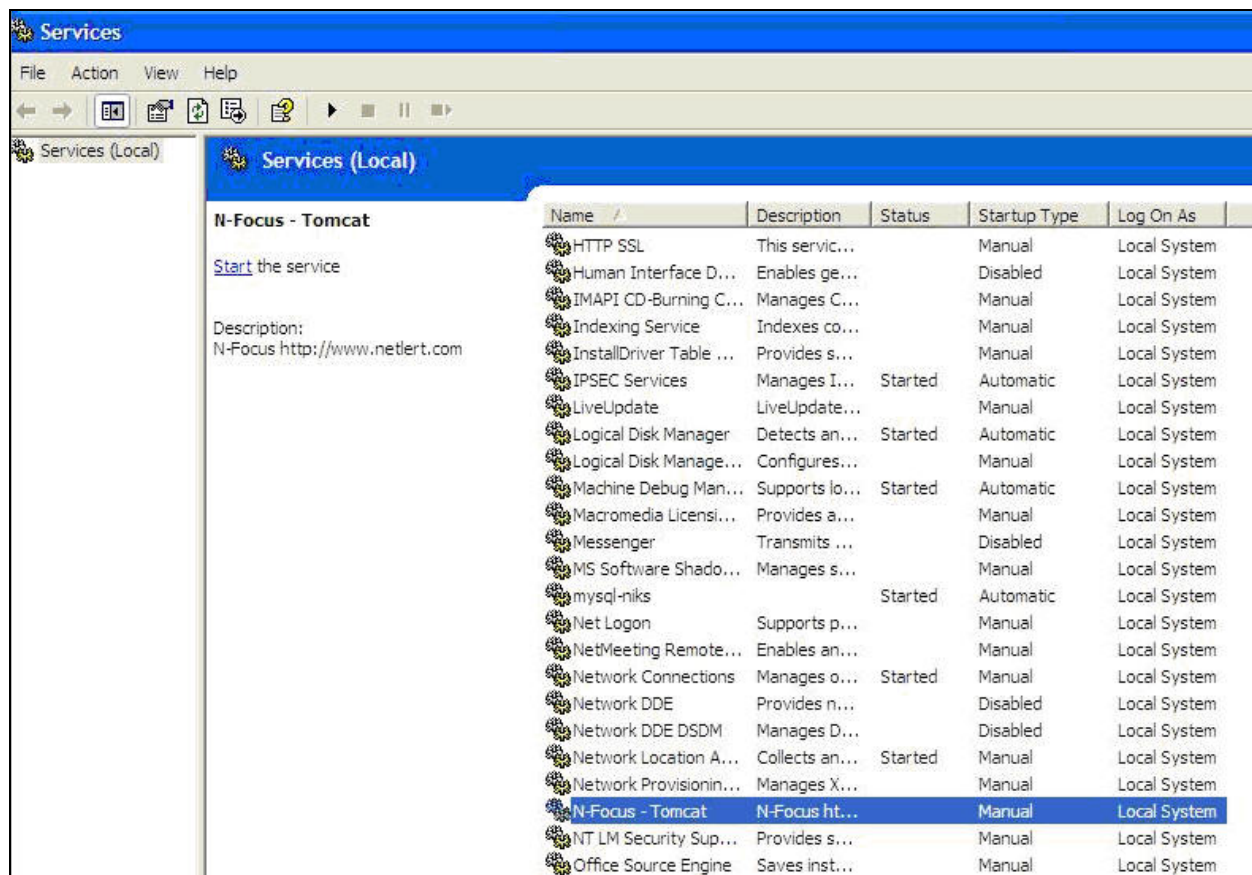 Services
File Action View Help
Services (Local)
Services (Local)
N-Focus - Tomcat
Start the service
Description:
N-Focus http://www.netlert.com
Name Description Status Startup Type Log On As
HTTP SSL This servic... Manual Local System
Human Interface D... Enables ge... Disabled Local System
IMAPI CD-Burning C... Manages C... Manual Local System
Indexing Service Indexes co... Manual Local System
InstallDriver Table ... Provides s... Manual Local System
IPSEC Services Manages I... Started Automatic Local System
LiveUpdate LiveUpdate... Manual Local System
Logical Disk Manager Detects an... Started Automatic Local System
Logical Disk Manage... Configures... Manual Local System
Machine Debug Man... Supports lo... Started Automatic Local System
Macromedia Licensi... Provides a... Manual Local System
Messenger Transmits ... Disabled Local System
MS Software Shado... Manages s... Manual Local System
mysql-niks Started Automatic Local System
Net Logon Supports p... Manual Local System
NetMeeting Remote... Enables an... Manual Local System
Network Connections Manages o... Started Manual Local System
Network DDE Provides n... Disabled Local System
Network DDE DSDM Manages D... Disabled Local System
Network Location A... Collects an... Started Manual Local System
Network Provisionin... Manages X... Manual Local System
N-Focus - Tomcat N-Focus ht... Manual Local System
NT LM Security Sup... Provides s... Manual Local System
Office Source Engine Saves inst... Manual Local System